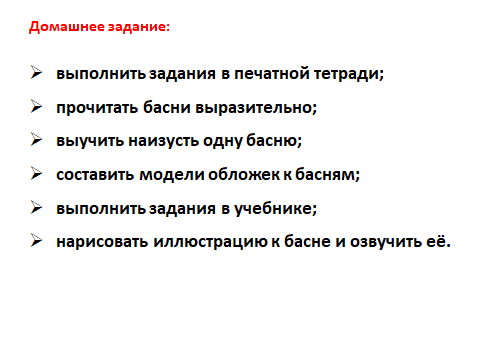 Домашнее задание:
➢ выполнить задания в печатной тетради;
➢ прочитать басни выразительно;
➢ выучить наизусть одну басню;
➢ составить модели обложек к басням;
➢ выполнить задания в учебнике;
➢ нарисовать иллюстрацию к басне и озвучить её.